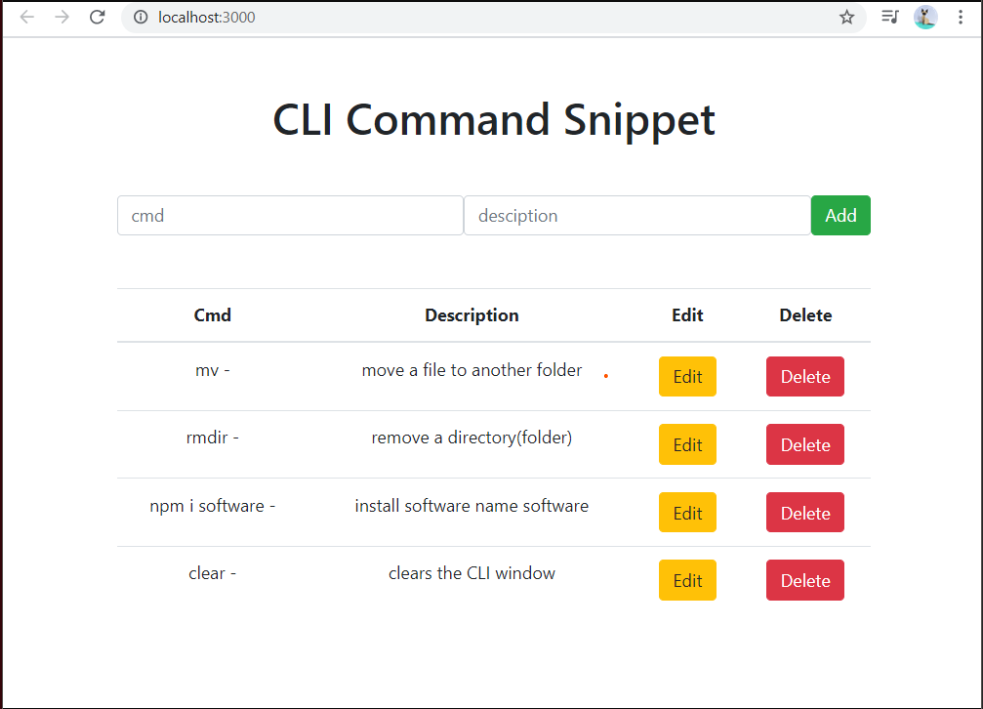 localhost:3000
CLI Command Snippet
cmd desciption Add
Cmd Description Edit Delete
mv - move a file to another folder Edit Delete
rmdir - remove a directory(folder) Edit Delete
npm i software - install software name software Edit Delete
clear - clears the CLI window Edit Delete